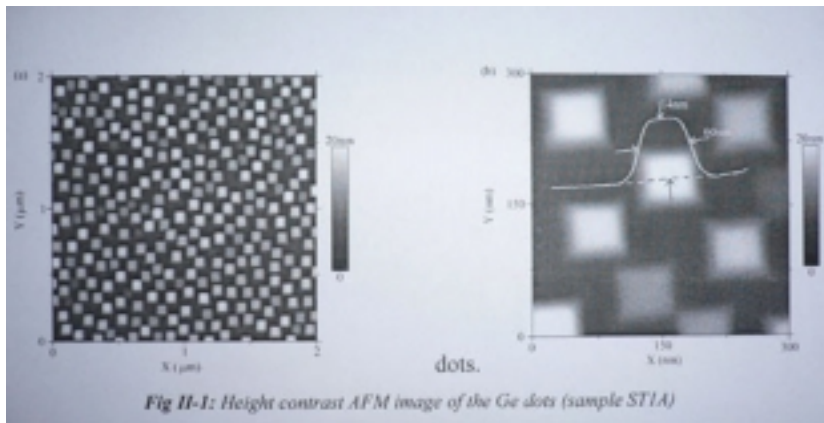 (a)
2
1
0
Y (μm)
0
1
2
X (μm)
20nm
0
(b)
300
150
0
Y (nm)
0
150
300
X (nm)
20nm
0
dots.
Fig II-1: Height contrast AFM image of the Ge dots (sample ST1A)